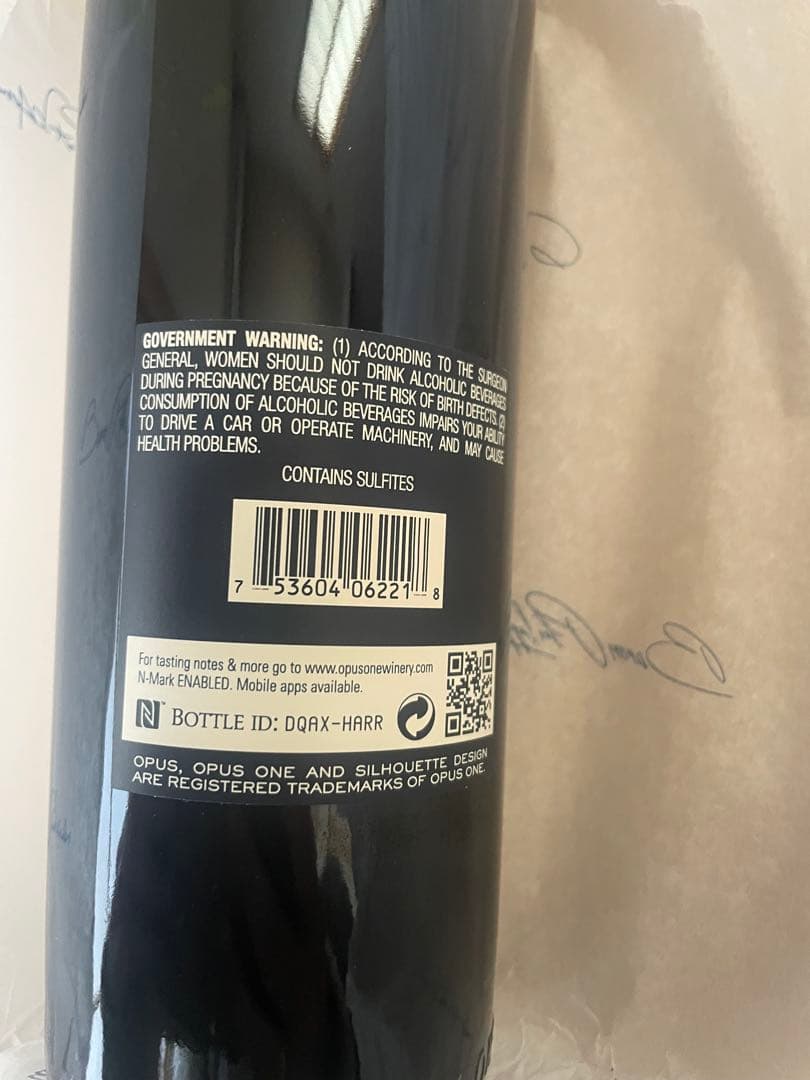 GOVERNMENT WARNING: (1) ACCORDING TO THE SURGEON
GENERAL, WOMEN SHOULD NOT DRINK ALCOHOLIC BEVERAGES
DURING PREGNANCY BECAUSE OF THE RISK OF BIRTH DEFECTS. (2)
CONSUMPTION OF ALCOHOLIC BEVERAGES IMPAIRS YOUR ABILITY
TO DRIVE A CAR OR OPERATE MACHINERY, AND MAY CAUSE
HEALTH PROBLEMS.
CONTAINS SULFITES
7 53604 06221 8
For tasting notes & more go to www.opusonewinery.com
N-Mark ENABLED. Mobile apps available.
N™ BOTTLE ID: DQAX-HARR
OPUS, OPUS ONE AND SILHOUETTE DESIGN
ARE REGISTERED TRADEMARKS OF OPUS ONE.